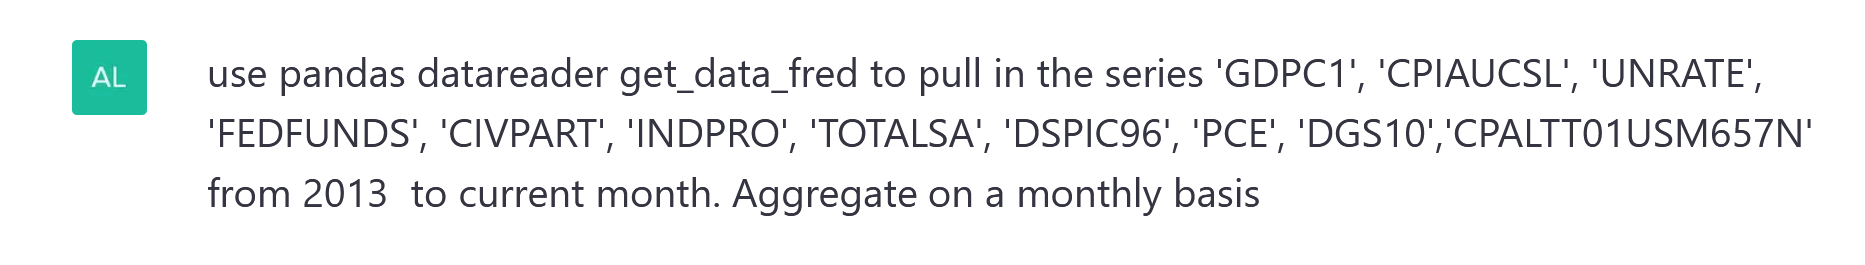 AL
use pandas datareader get_data_fred to pull in the series 'GDPC1', 'CPIAUCSL', 'UNRATE',
'FEDFUNDS', 'CIVPART', 'INDPRO', 'TOTALSA', 'DSPIC96', 'PCE', 'DGS10','CPALTT01USM657N'
from 2013  to current month. Aggregate on a monthly basis